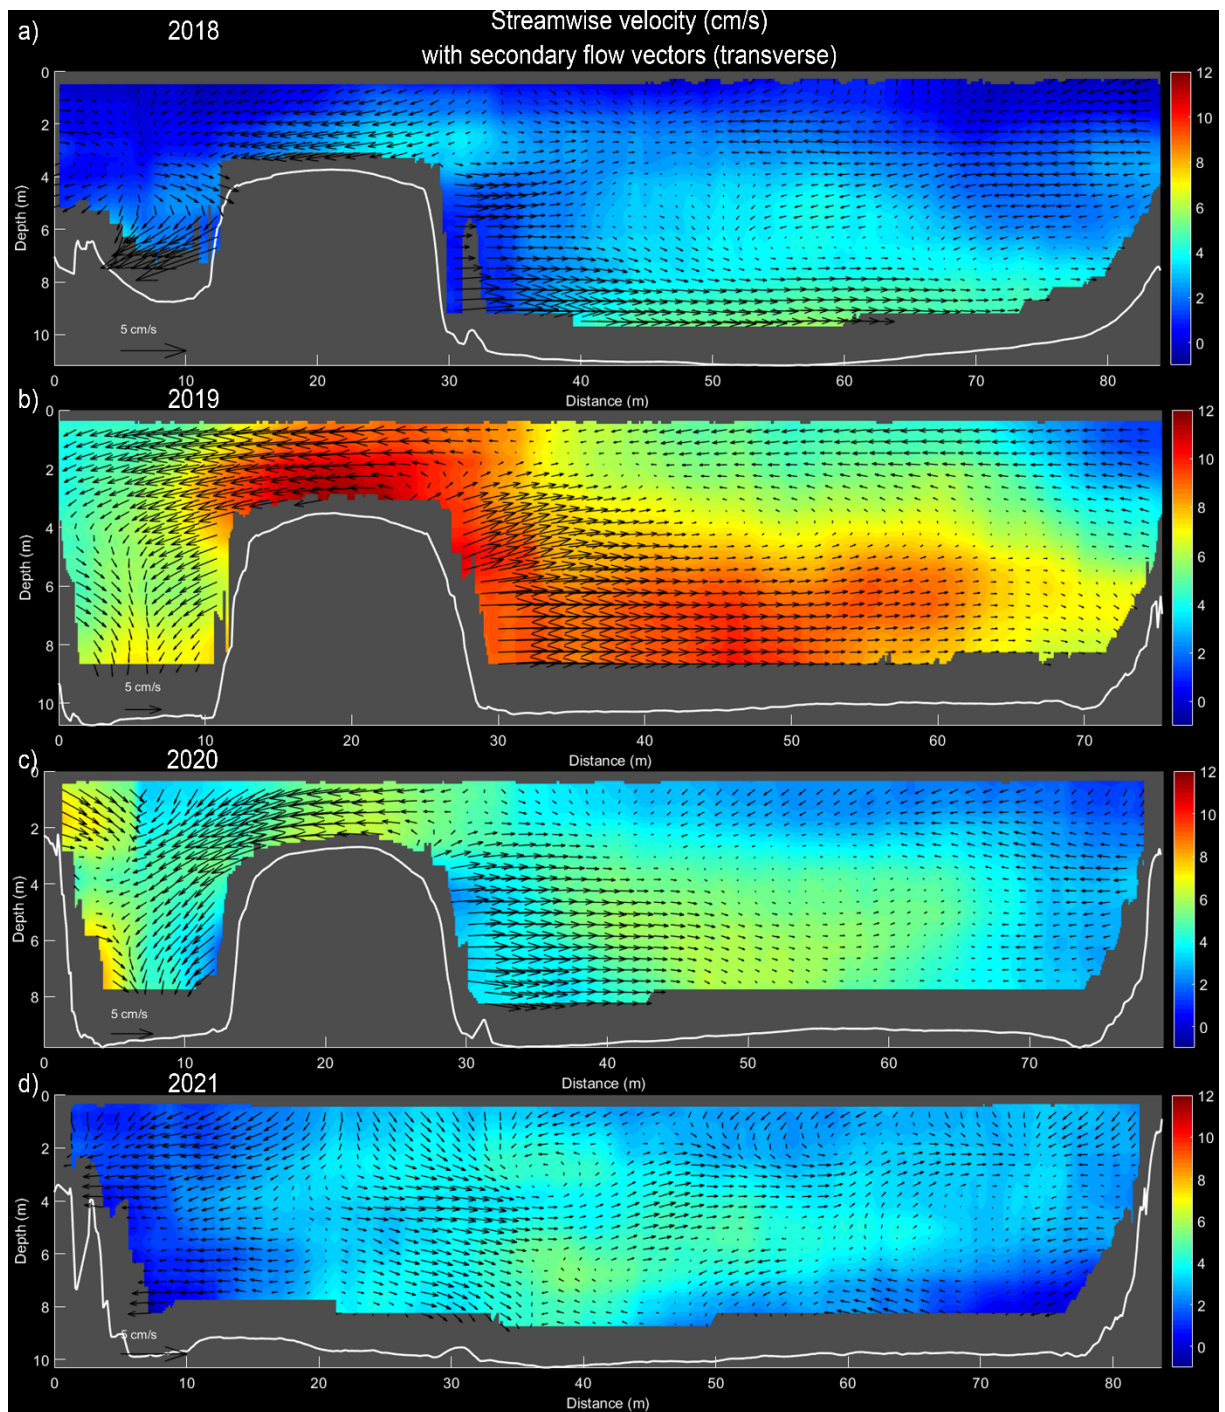 Streamwise velocity (cm/s)
with secondary flow vectors (transverse)
a)
2018
Depth (m)
0
2
4
6
8
10
5 cm/s
0 10 20 30 40 50 60 70 80
Distance (m)
12
10
8
6
4
2
0
b)
2019
Depth (m)
0
2
4
6
8
10
5 cm/s
0 10 20 30 40 50 60 70
Distance (m)
12
10
8
6
4
2
0
c)
2020
Depth (m)
0
2
4
6
8
5 cm/s
0 10 20 30 40 50 60 70
Distance (m)
12
10
8
6
4
2
0
d)
2021
Depth (m)
0
2
4
6
8
10
5 cm/s
0 10 20 30 40 50 60 70 80
Distance (m)
12
10
8
6
4
2
0